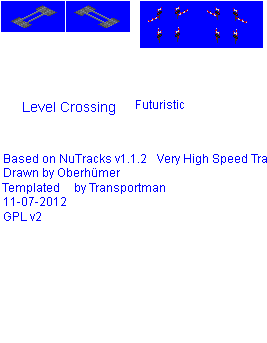 Level Crossing Futuristic
Based on NuTracks v1.1.2 Very High Speed Tra
Drawn by Oberhümer
Templated by Transportman
11-07-2012
GPL v2